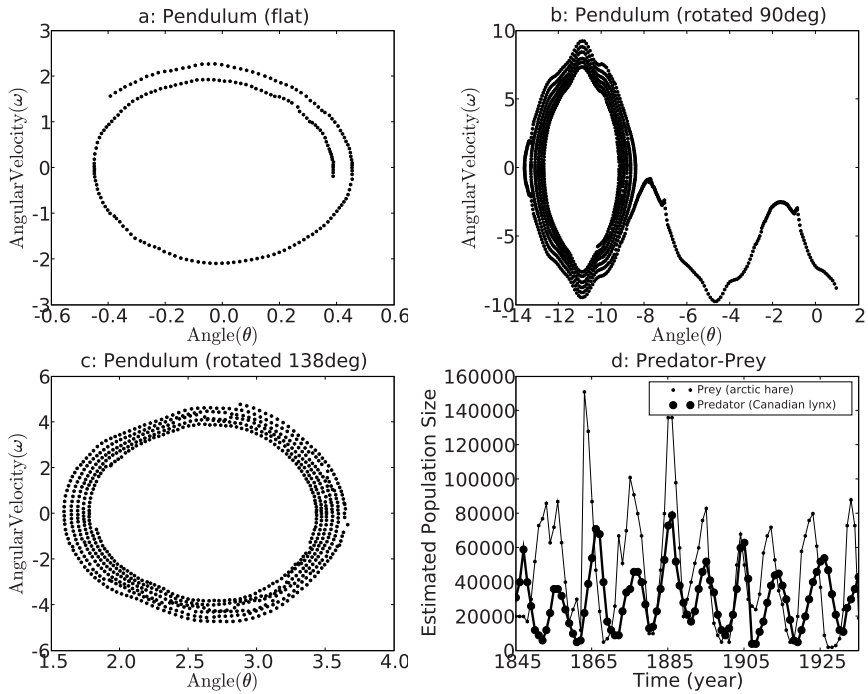 a: Pendulum (flat)
3
2
1
0
-1
-2
-3
AngularVelocity(ω)
-0.6 -0.4 -0.2 0.0 0.2 0.4 0.6
Angle(θ)
b: Pendulum (rotated 90deg)
10
5
0
-5
-10
AngularVelocity(ω)
-14 -12 -10 -8 -6 -4 -2 0 2
Angle(θ)
c: Pendulum (rotated 138deg)
6
4
2
0
-2
-4
-6
AngularVelocity(ω)
1.5 2.0 2.5 3.0 3.5 4.0
Angle(θ)
d: Predator-Prey
160000
140000
120000
100000
80000
60000
40000
20000
0
Estimated Population Size
Prey (arctic hare)
Predator (Canadian lynx)
1845 1865 1885 1905 1925
Time (year)